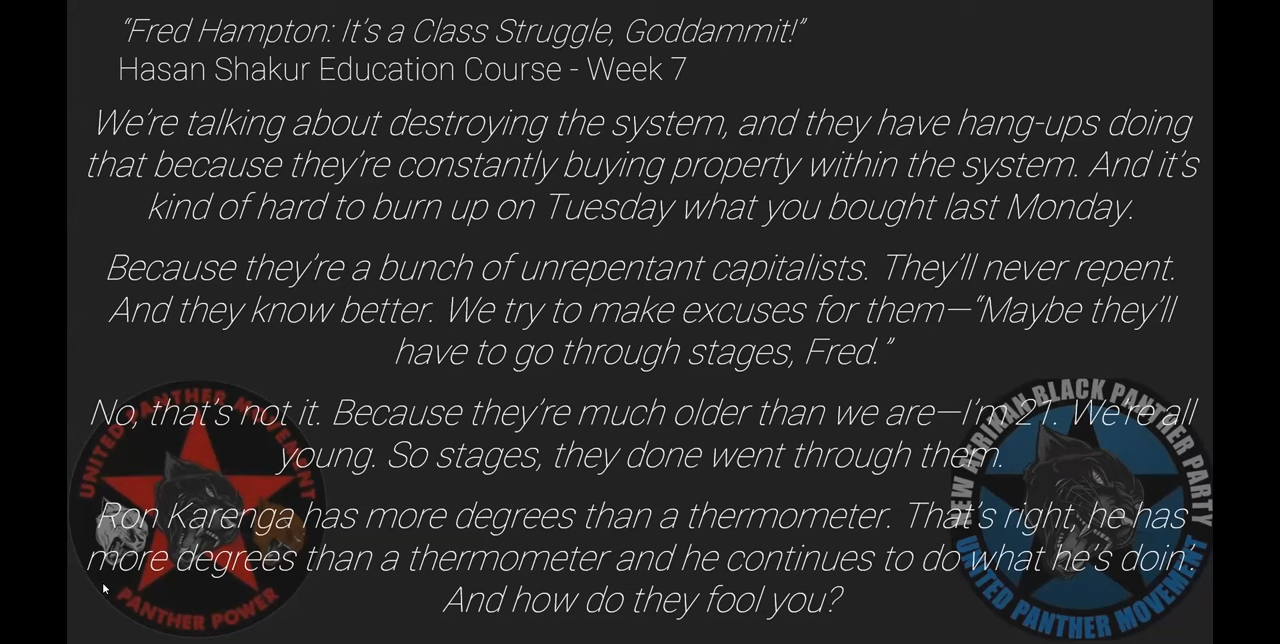 “Fred Hampton: It’s a Class Struggle, Goddammit!”
Hasan Shakur Education Course - Week 7
We’re talking about destroying the system, and they have hang-ups doing
that because they’re constantly buying property within the system. And it’s
kind of hard to burn up on Tuesday what you bought last Monday.
Because they’re a bunch of unrepentant capitalists. They’ll never repent.
And they know better. We try to make excuses for them—“Maybe they’ll
have to go through stages, Fred.”
No, that’s not it. Because they’re much older than we are—I’m 21. We’re all
young. So stages, they done went through them.
Ron Karenga has more degrees than a thermometer. That’s right, he has
more degrees than a thermometer and he continues to do what he’s doin’.
And how do they fool you?
UNITED PANTHER MOVEMENT
PANTHER POWER
NEW AFRIKAN BLACK PANTHER PARTY
UNITED PANTHER MOVEMENT